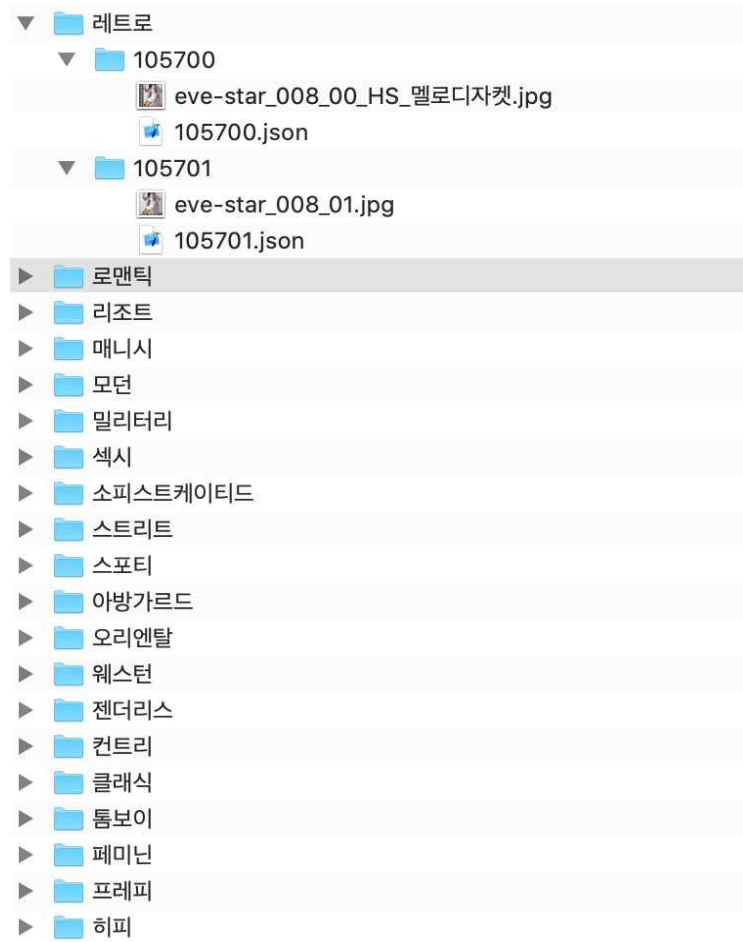 레트로
105700
eve-star_008_00_HS_멜로디자켓.jpg
105700.json
105701
eve-star_008_01.jpg
105701.json
로맨틱
리조트
매니시
모던
밀리터리
섹시
소피스트케이티드
스트리트
스포티
아방가르드
오리엔탈
웨스턴
젠더리스
컨트리
클래식
톰보이
페미닌
프레피
히피